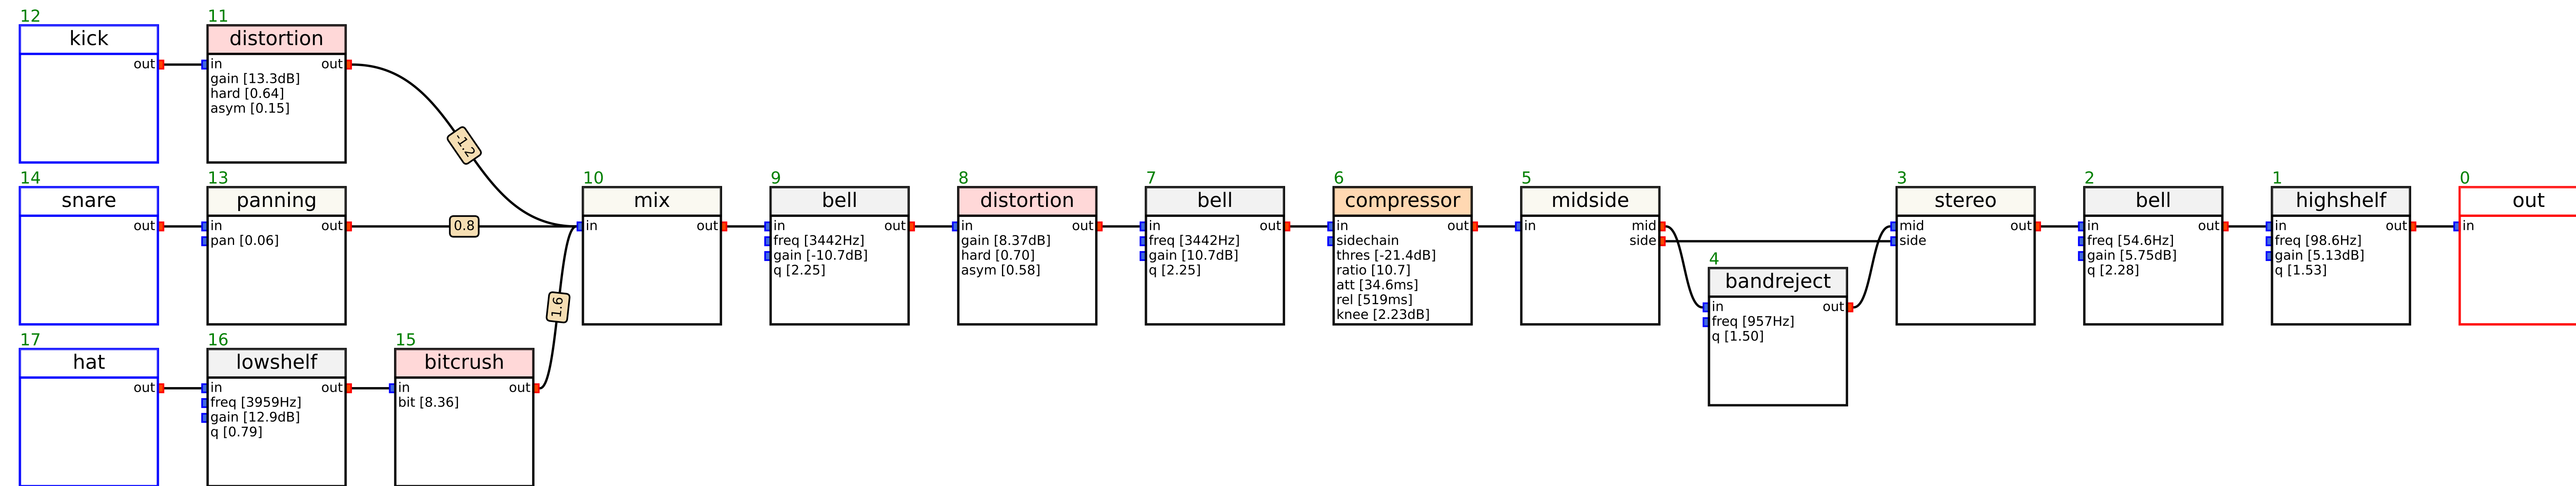 12
kick
out
11
distortion
in out
gain [13.3dB]
hard [0.64]
asym [0.15]
-1.2
14
snare
out
13
panning
in out
pan [0.06]
0.8
17
hat
out
16
lowshelf
in out
freq [3959Hz]
gain [12.9dB]
q [0.79]
15
bitcrush
in out
bit [8.36]
1.6
10
mix
in out
9
bell
in out
freq [3442Hz]
gain [-10.7dB]
q [2.25]
8
distortion
in out
gain [8.37dB]
hard [0.70]
asym [0.58]
7
bell
in out
freq [3442Hz]
gain [10.7dB]
q [2.25]
6
compressor
in out
sidechain
thres [-21.4dB]
ratio [10.7]
att [34.6ms]
rel [519ms]
knee [2.23dB]
5
midside
in mid
side
4
bandreject
in out
freq [957Hz]
q [1.50]
3
stereo
mid out
side
2
bell
in out
freq [54.6Hz]
gain [5.75dB]
q [2.28]
1
highshelf
in out
freq [98.6Hz]
gain [5.13dB]
q [1.53]
0
out
in